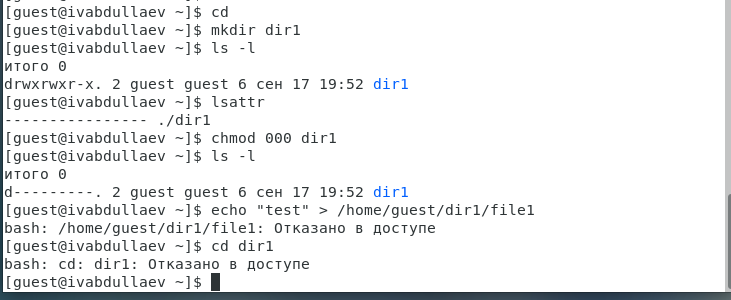 [guest@ivabdullaev ~]$ cd
[guest@ivabdullaev ~]$ mkdir dir1
[guest@ivabdullaev ~]$ ls -l
итого 0
drwxrwxr-x. 2 guest guest 6 сен 17 19:52 dir1
[guest@ivabdullaev ~]$ lsattr
---------------- ./dir1
[guest@ivabdullaev ~]$ chmod 000 dir1
[guest@ivabdullaev ~]$ ls -l
итого 0
d---------. 2 guest guest 6 сен 17 19:52 dir1
[guest@ivabdullaev ~]$ echo "test" > /home/guest/dir1/file1
bash: /home/guest/dir1/file1: Отказано в доступе
[guest@ivabdullaev ~]$ cd dir1
bash: cd: dir1: Отказано в доступе
[guest@ivabdullaev ~]$